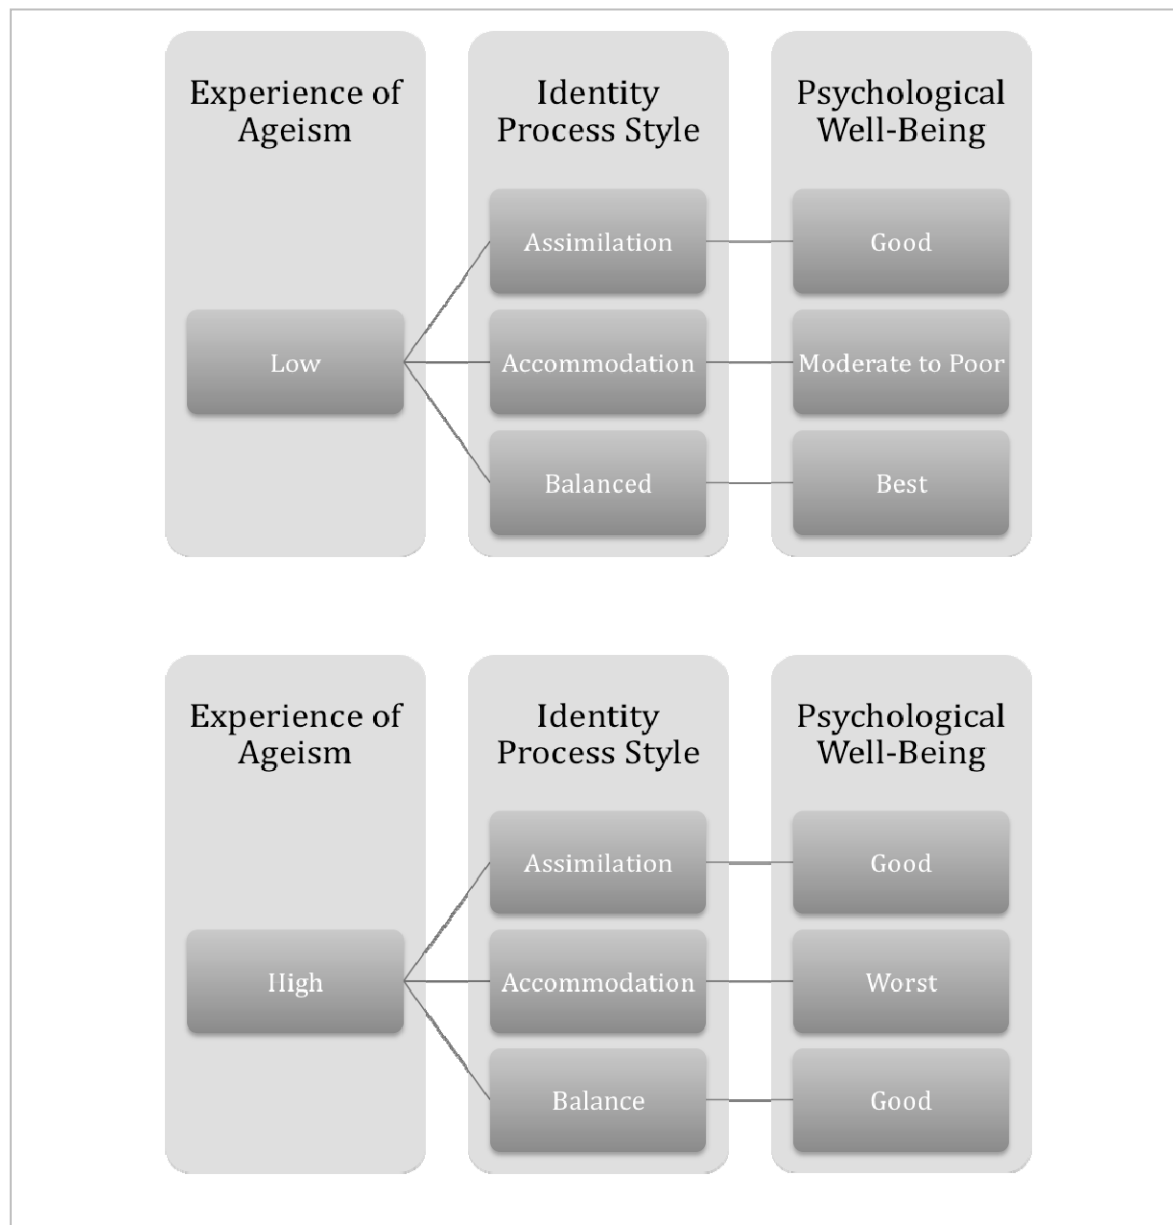 Experience of
Ageism
Identity
Process Style
Psychological
Well-Being
Low
Assimilation
Good
Accommodation
Moderate to Poor
Balanced
Best
Experience of
Ageism
Identity
Process Style
Psychological
Well-Being
High
Assimilation
Good
Accommodation
Worst
Balance
Good